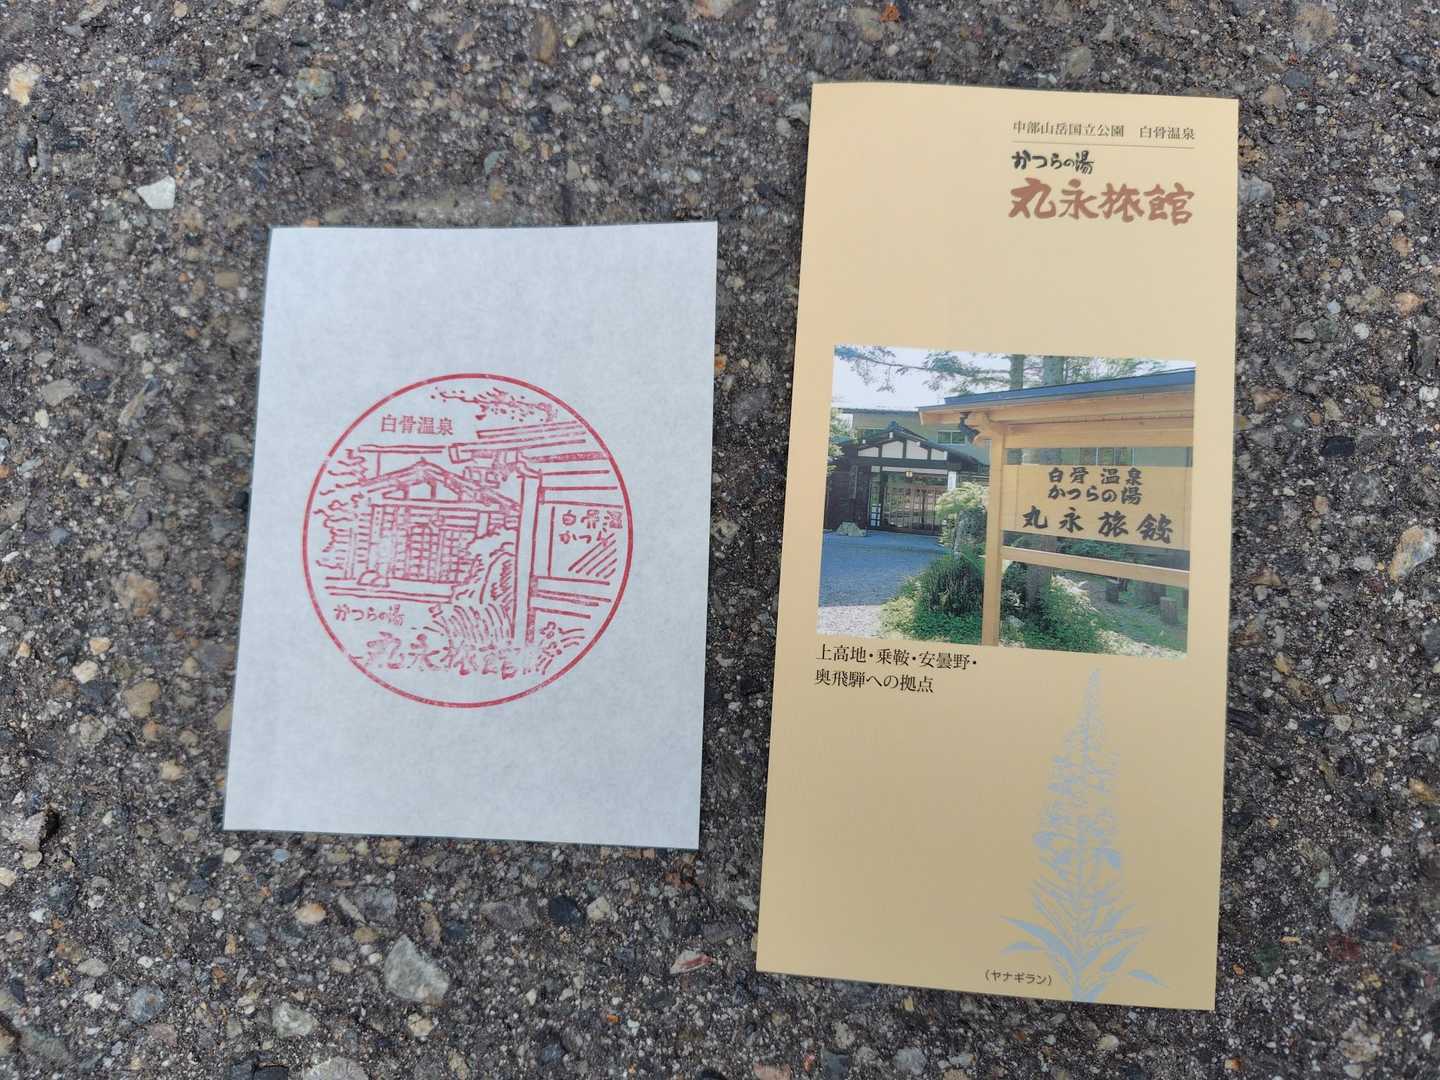 白骨温泉
白骨温
かつら
かつらの湯
丸永旅館
中部山岳国立公園　白骨温泉
かつらの湯
丸永旅館
白骨温泉
かつらの湯
丸永旅館
上高地・乗鞍・安曇野・
奥飛騨への拠点
（ヤナギラン）